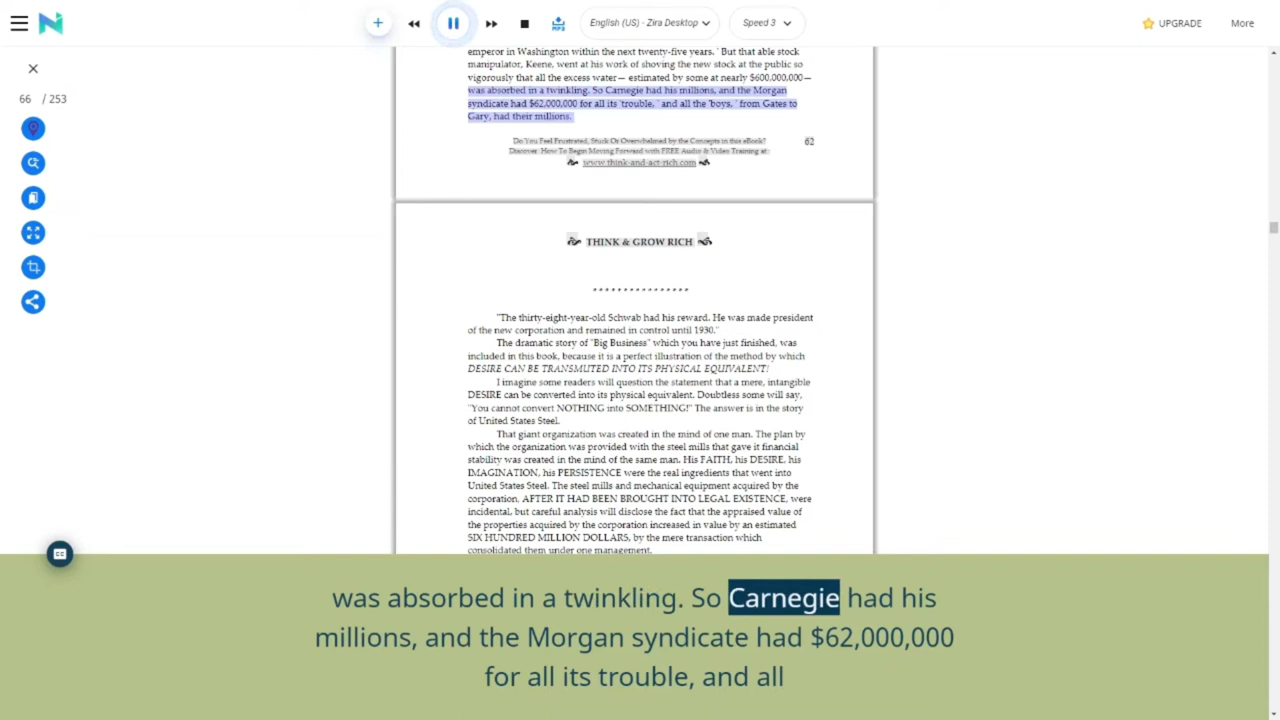 English (US) - Zira Desktop
Speed 3
UPGRADE
More
66 / 253
emperor in Washington within the next twenty-five years. ' But that able stock
manipulator, Keene, went at his work of shoving the new stock at the public so
vigorously that all the excess water— estimated by some at nearly $600,000,000—
was absorbed in a twinkling. So Carnegie had his millions, and the Morgan
syndicate had $62,000,000 for all its 'trouble, ' and all the 'boys, ' from Gates to
Gary, had their millions.
Do You Feel Frustrated, Stuck Or Overwhelmed by the Concepts in this eBook?
62
Discover: How To Begin Moving Forward with FREE Audio & Video Training at:
www.think-and-act-rich.com
THINK & GROW RICH
* * * * * * * * * * * * * * * *
"The thirty-eight-year-old Schwab had his reward. He was made president
of the new corporation and remained in control until 1930."
The dramatic story of "Big Business" which you have just finished, was
included in this book, because it is a perfect illustration of the method by which
DESIRE CAN BE TRANSMUTED INTO ITS PHYSICAL EQUIVALENT!
I imagine some readers will question the statement that a mere, intangible
DESIRE can be converted into its physical equivalent. Doubtless some will say,
"You cannot convert NOTHING into SOMETHING!" The answer is in the story
of United States Steel.
That giant organization was created in the mind of one man. The plan by
which the organization was provided with the steel mills that gave it financial
stability was created in the mind of the same man. His FAITH, his DESIRE, his
IMAGINATION, his PERSISTENCE were the real ingredients that went into
United States Steel. The steel mills and mechanical equipment acquired by the
corporation, AFTER IT HAD BEEN BROUGHT INTO LEGAL EXISTENCE, were
incidental, but careful analysis will disclose the fact that the appraised value of
the properties acquired by the corporation increased in value by an estimated
SIX HUNDRED MILLION DOLLARS, by the mere transaction which
consolidated them under one management.
CC
was absorbed in a twinkling. So Carnegie had his
millions, and the Morgan syndicate had $62,000,000
for all its trouble, and all